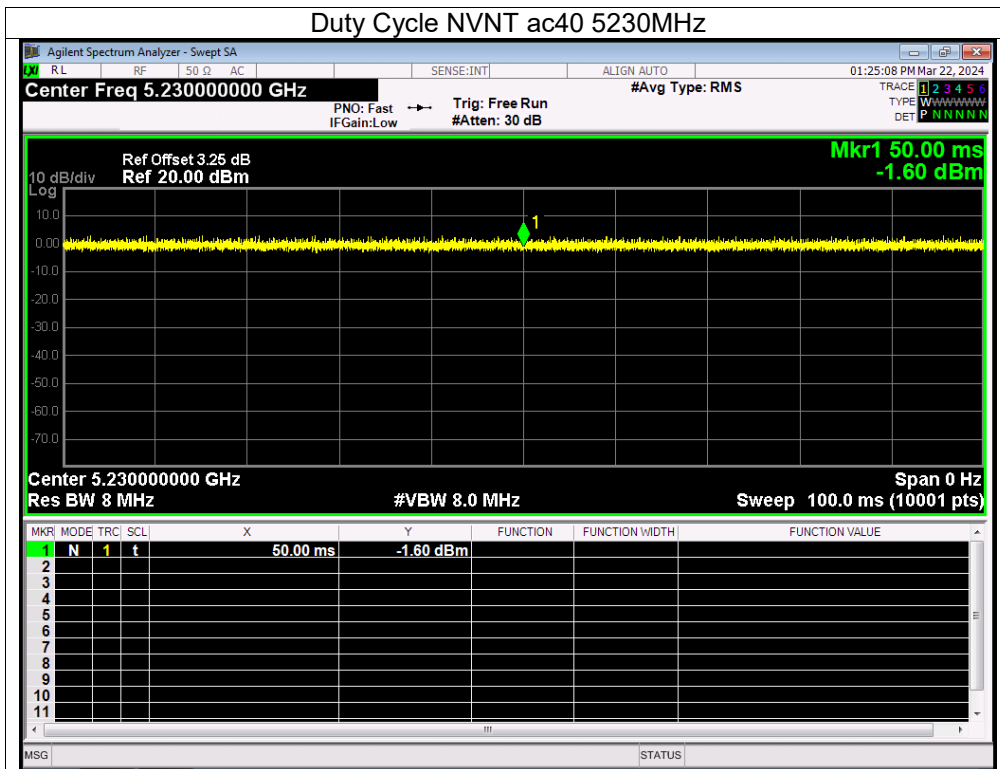 Duty Cycle NVNT ac40 5230MHz
Agilent Spectrum Analyzer - Swept SA
LXI RL RF 50 Ω AC SENSE:INT ALIGN AUTO 01:25:08 PM Mar 22, 2024
Center Freq 5.230000000 GHz #Avg Type: RMS TRACE 1 2 3 4 5 6
PNO: Fast Trig: Free Run TYPE WWWWWW
IFGain:Low #Atten: 30 dB DET P N N N N N
Mkr1 50.00 ms
Ref Offset 3.25 dB
10 dB/div Ref 20.00 dBm -1.60 dBm
Log
10.0
1
0.00
-10.0
-20.0
-30.0
-40.0
-50.0
-60.0
-70.0
Center 5.230000000 GHz Span 0 Hz
Res BW 8 MHz #VBW 8.0 MHz Sweep 100.0 ms (10001 pts)
MKR MODE TRC SCL X Y FUNCTION FUNCTION WIDTH FUNCTION VALUE
1 N 1 t 50.00 ms -1.60 dBm
2
3
4
5
6
7
8
9
10
11
MSG STATUS